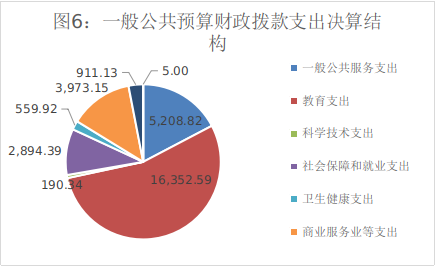 图6：一般公共预算财政拨款支出决算结
构
911.13
5.00
3,973.15
559.92
5,208.82
2,894.39
190.34
16,352.59
一般公共服务支出
教育支出
科学技术支出
社会保障和就业支出
卫生健康支出
商业服务业等支出